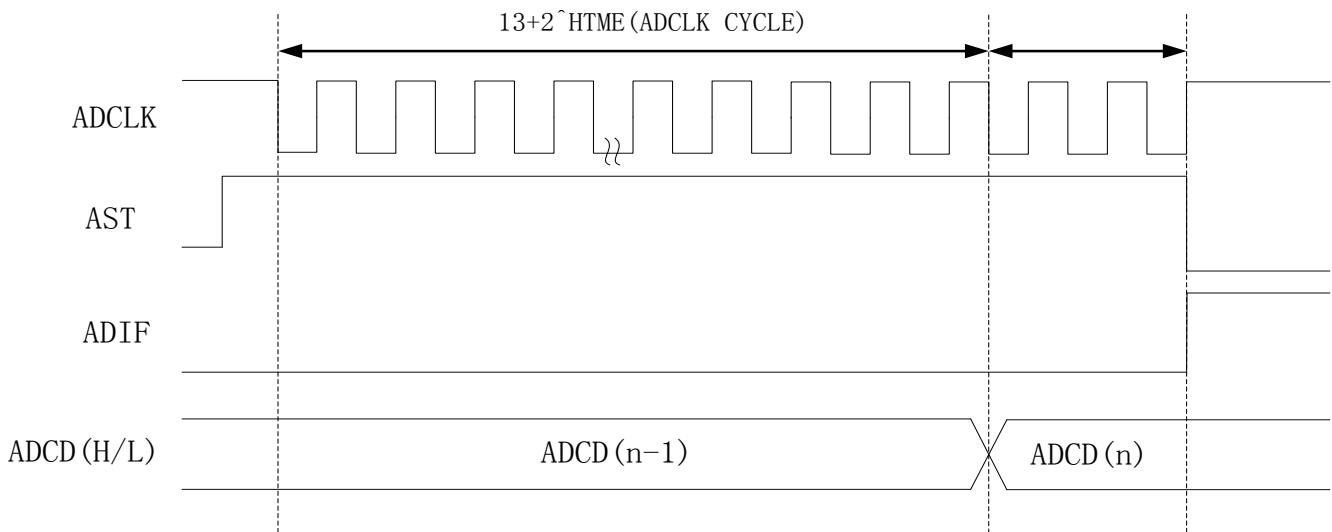 13+2^HTME(ADCLK CYCLE)
ADCLK
AST
ADIF
ADCD(H/L)
ADCD(n-1)
ADCD(n)